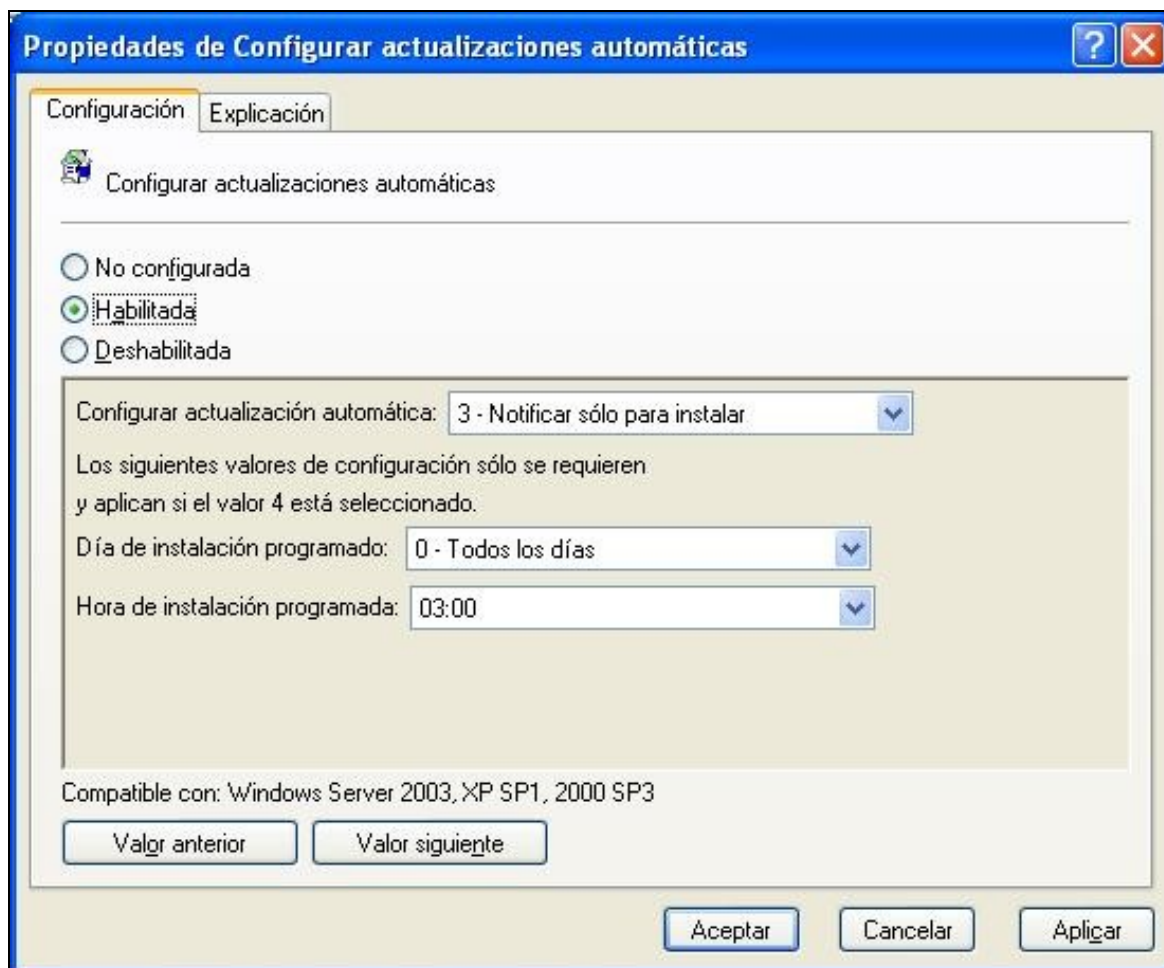 Propiedades de Configurar actualizaciones automáticas
Configuración
Explicación
Configurar actualizaciones automáticas
No configurada
Habilitada
Deshabilitada
Configurar actualización automática: 3 - Notificar sólo para instalar
Los siguientes valores de configuración sólo se requieren
y aplican si el valor 4 está seleccionado.
Día de instalación programado: 0 - Todos los días
Hora de instalación programada: 03:00
Compatible con: Windows Server 2003, XP SP1, 2000 SP3
Valor anterior
Valor siguiente
Aceptar
Cancelar
Aplicar